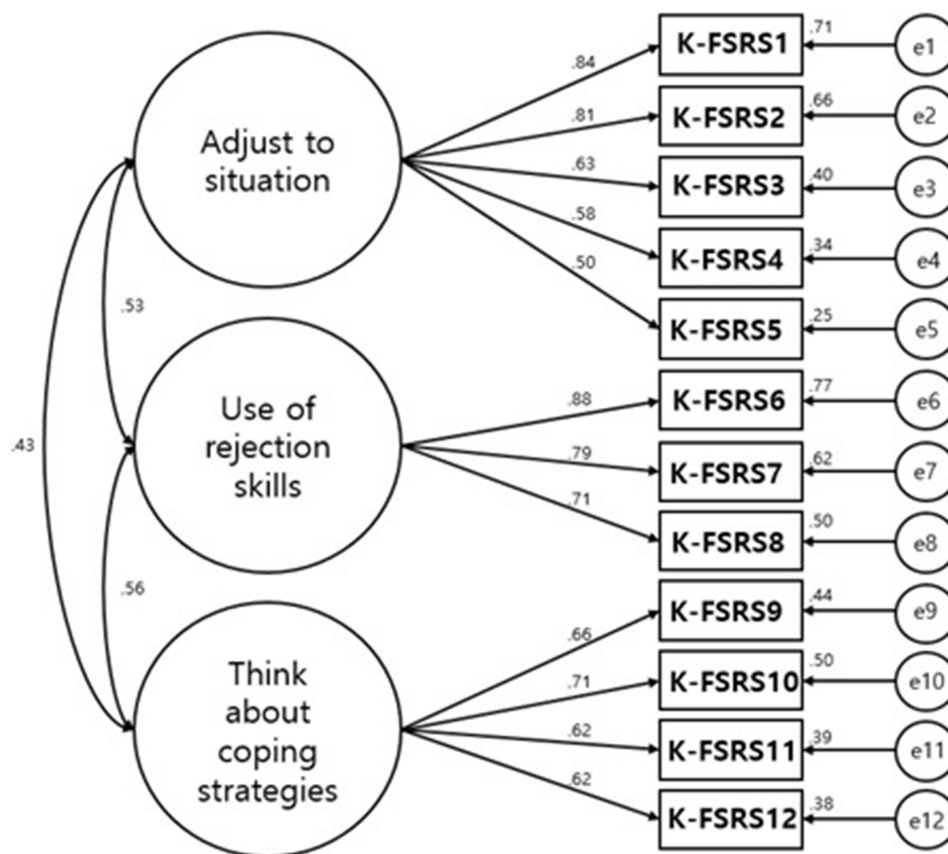 Adjust to
situation
Use of
rejection
skills
Think
about
coping
strategies
.53
.43
.56
.84
.81
.63
.58
.50
.88
.79
.71
.66
.71
.62
.62
K-FSRS1
.71
e1
K-FSRS2
.66
e2
K-FSRS3
.40
e3
K-FSRS4
.34
e4
K-FSRS5
.25
e5
K-FSRS6
.77
e6
K-FSRS7
.62
e7
K-FSRS8
.50
e8
K-FSRS9
.44
e9
K-FSRS10
.50
e10
K-FSRS11
.39
e11
K-FSRS12
.38
e12